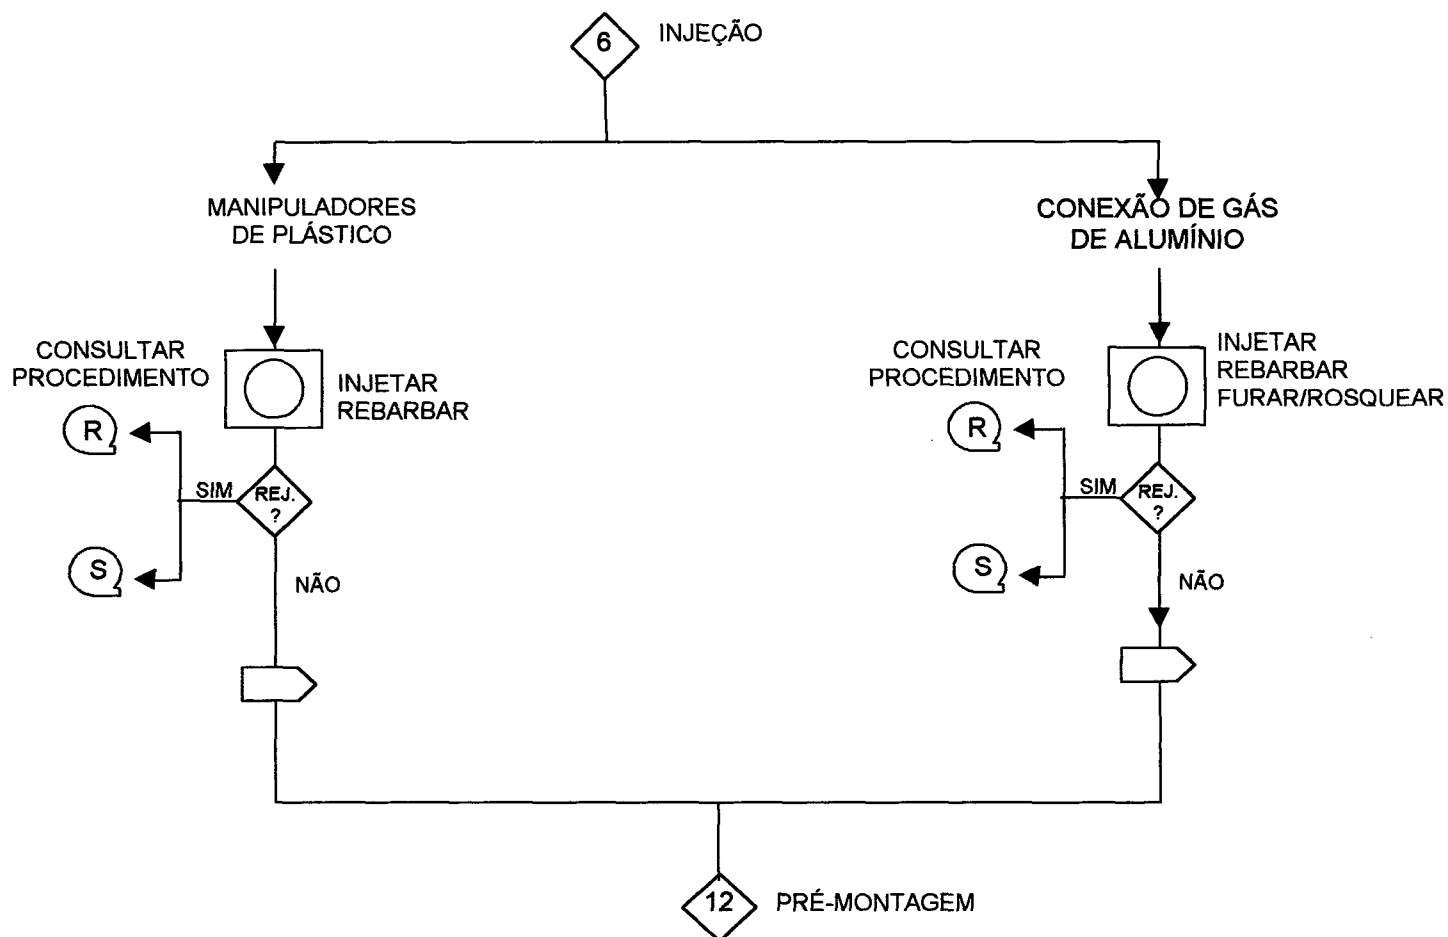 6
INJEÇÃO
MANIPULADORES
DE PLÁSTICO
CONSULTAR
PROCEDIMENTO
INJETAR
REBARBAR
R
SIM
REJ.
?
S
NÃO
CONEXÃO DE GÁS
DE ALUMÍNIO
CONSULTAR
PROCEDIMENTO
INJETAR
REBARBAR
FURAR/ROSQUEAR
R
SIM
REJ.
?
S
NÃO
12
PRÉ-MONTAGEM